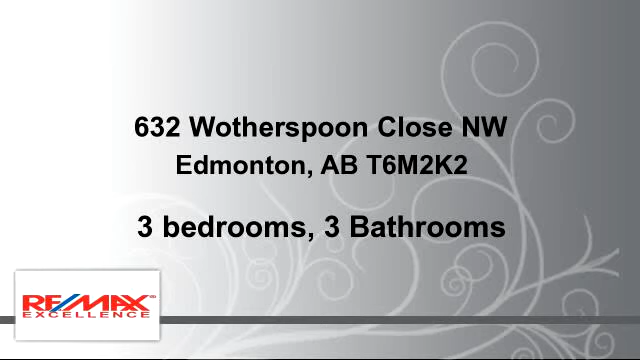 632 Wotherspoon Close NW
Edmonton, AB T6M2K2
3 bedrooms, 3 Bathrooms
RE/MAX
EXCELLENCE